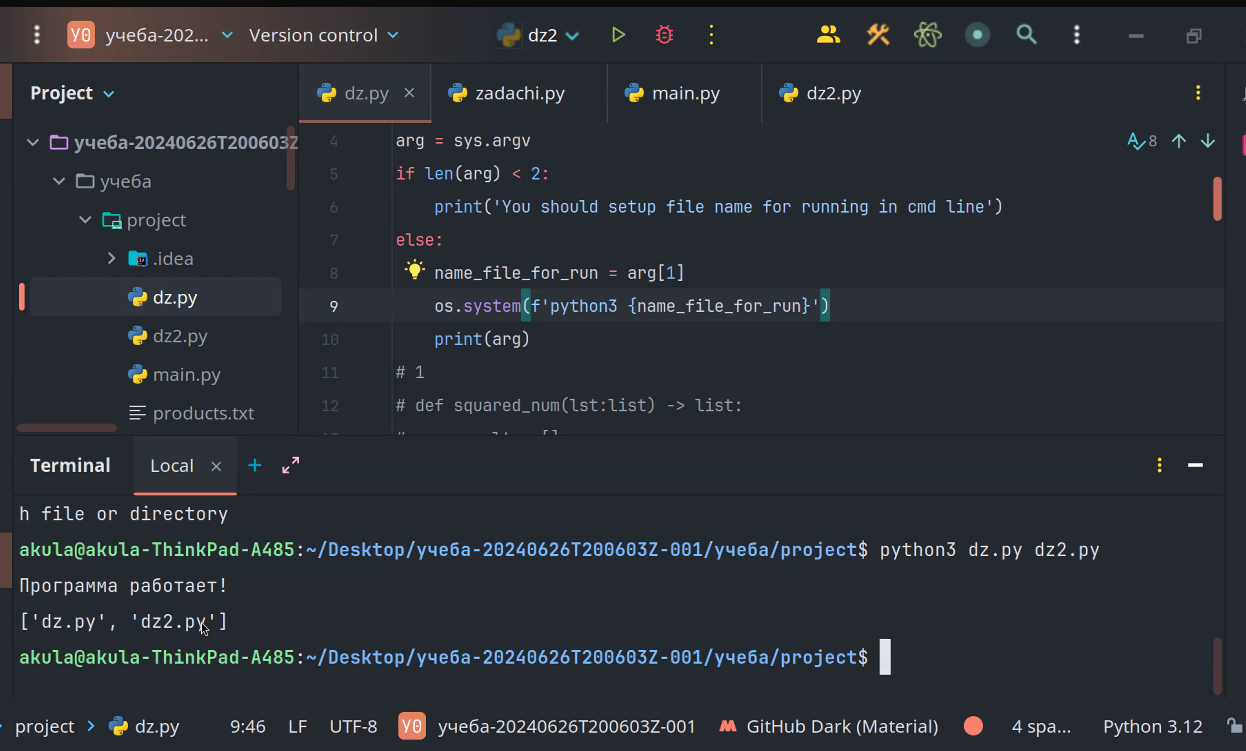 У0 учеба-202... Version control dz2
Project
dz.py zadachi.py main.py dz2.py
учеба-20240626T200603Z
учеба
project
.idea
dz.py
dz2.py
main.py
products.txt
4 arg = sys.argv
8
5 if len(arg) < 2:
6 print('You should setup file name for running in cmd line')
7 else:
8 name_file_for_run = arg[1]
9 os.system(f'python3 {name_file_for_run}')
10 print(arg)
11 # 1
12 # def squared_num(lst:list) -> list:
Terminal Local
h file or directory
akula@akula-ThinkPad-A485:~/Desktop/учеба-20240626T200603Z-001/учеба/project$ python3 dz.py dz2.py
Программа работает!
['dz.py', 'dz2.py']
akula@akula-ThinkPad-A485:~/Desktop/учеба-20240626T200603Z-001/учеба/project$
project dz.py 9:46 LF UTF-8 У0 учеба-20240626T200603Z-001 GitHub Dark (Material) 4 spa... Python 3.12